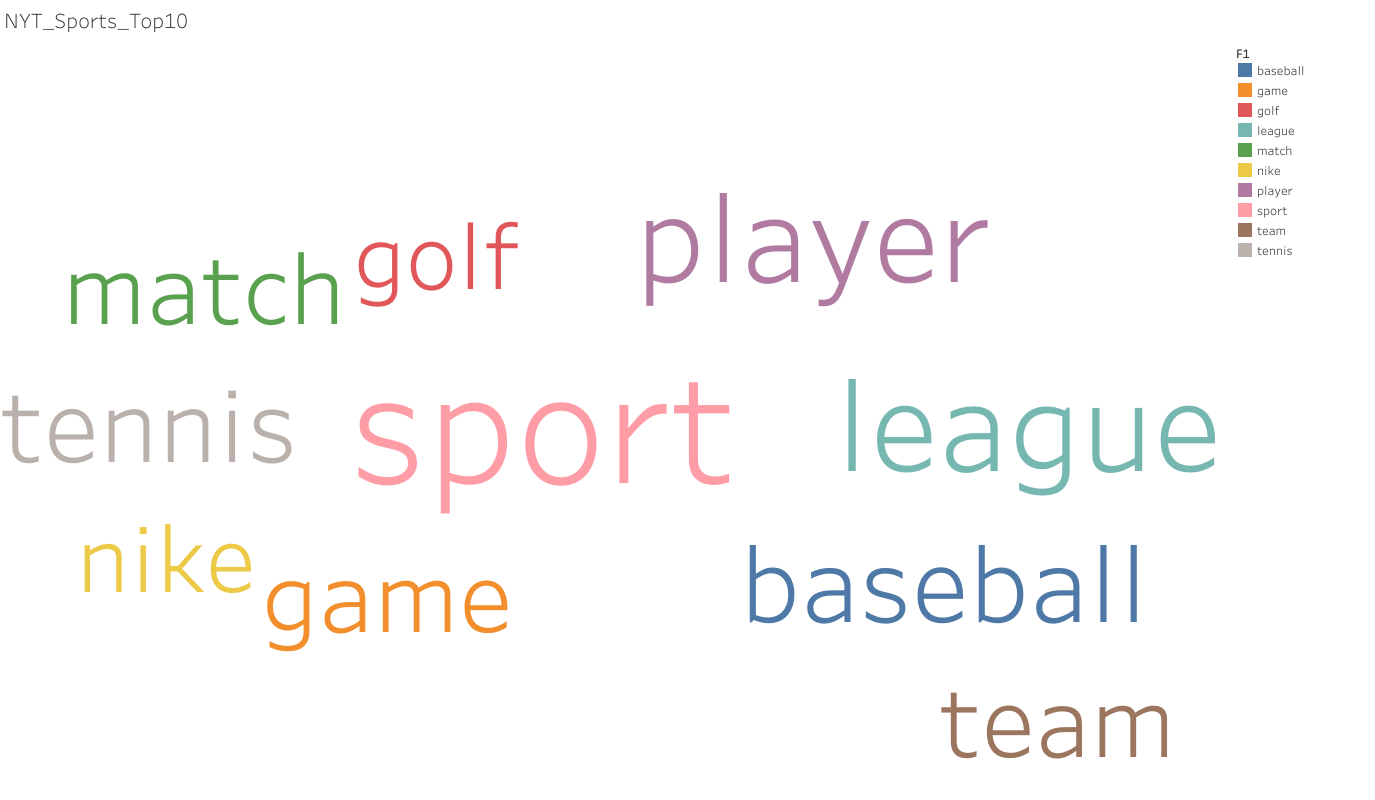 NYT_Sports_Top10
F1
baseball
game
golf
league
match
nike
player
sport
team
tennis
player
golf
match
sport
league
tennis
nike
baseball
game
team